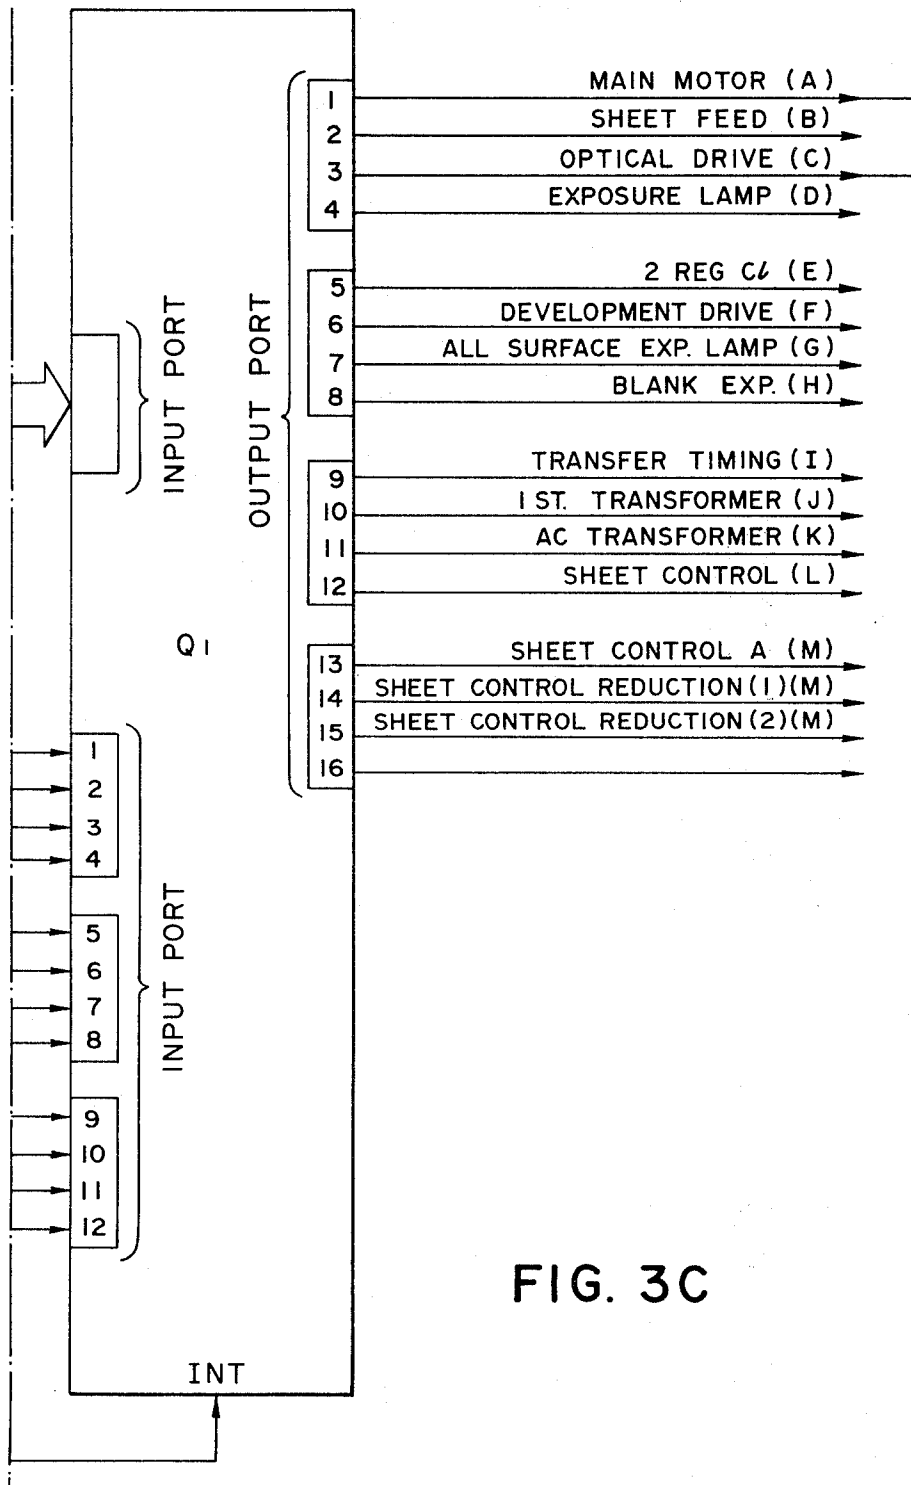 1 MAIN MOTOR (A)
2 SHEET FEED (B)
3 OPTICAL DRIVE (C)
4 EXPOSURE LAMP (D)
5 2 REG Cl (E)
6 DEVELOPMENT DRIVE (F)
7 ALL SURFACE EXP. LAMP (G)
8 BLANK EXP. (H)
9 TRANSFER TIMING (I)
10 1 ST. TRANSFORMER (J)
11 AC TRANSFORMER (K)
12 SHEET CONTROL (L)
13 SHEET CONTROL A (M)
14 SHEET CONTROL REDUCTION (1) (M)
15 SHEET CONTROL REDUCTION (2) (M)
16
OUTPUT PORT
INPUT PORT
Q1
1
2
3
4
5
6
7
8
9
10
11
12
INPUT PORT
INT
FIG. 3C